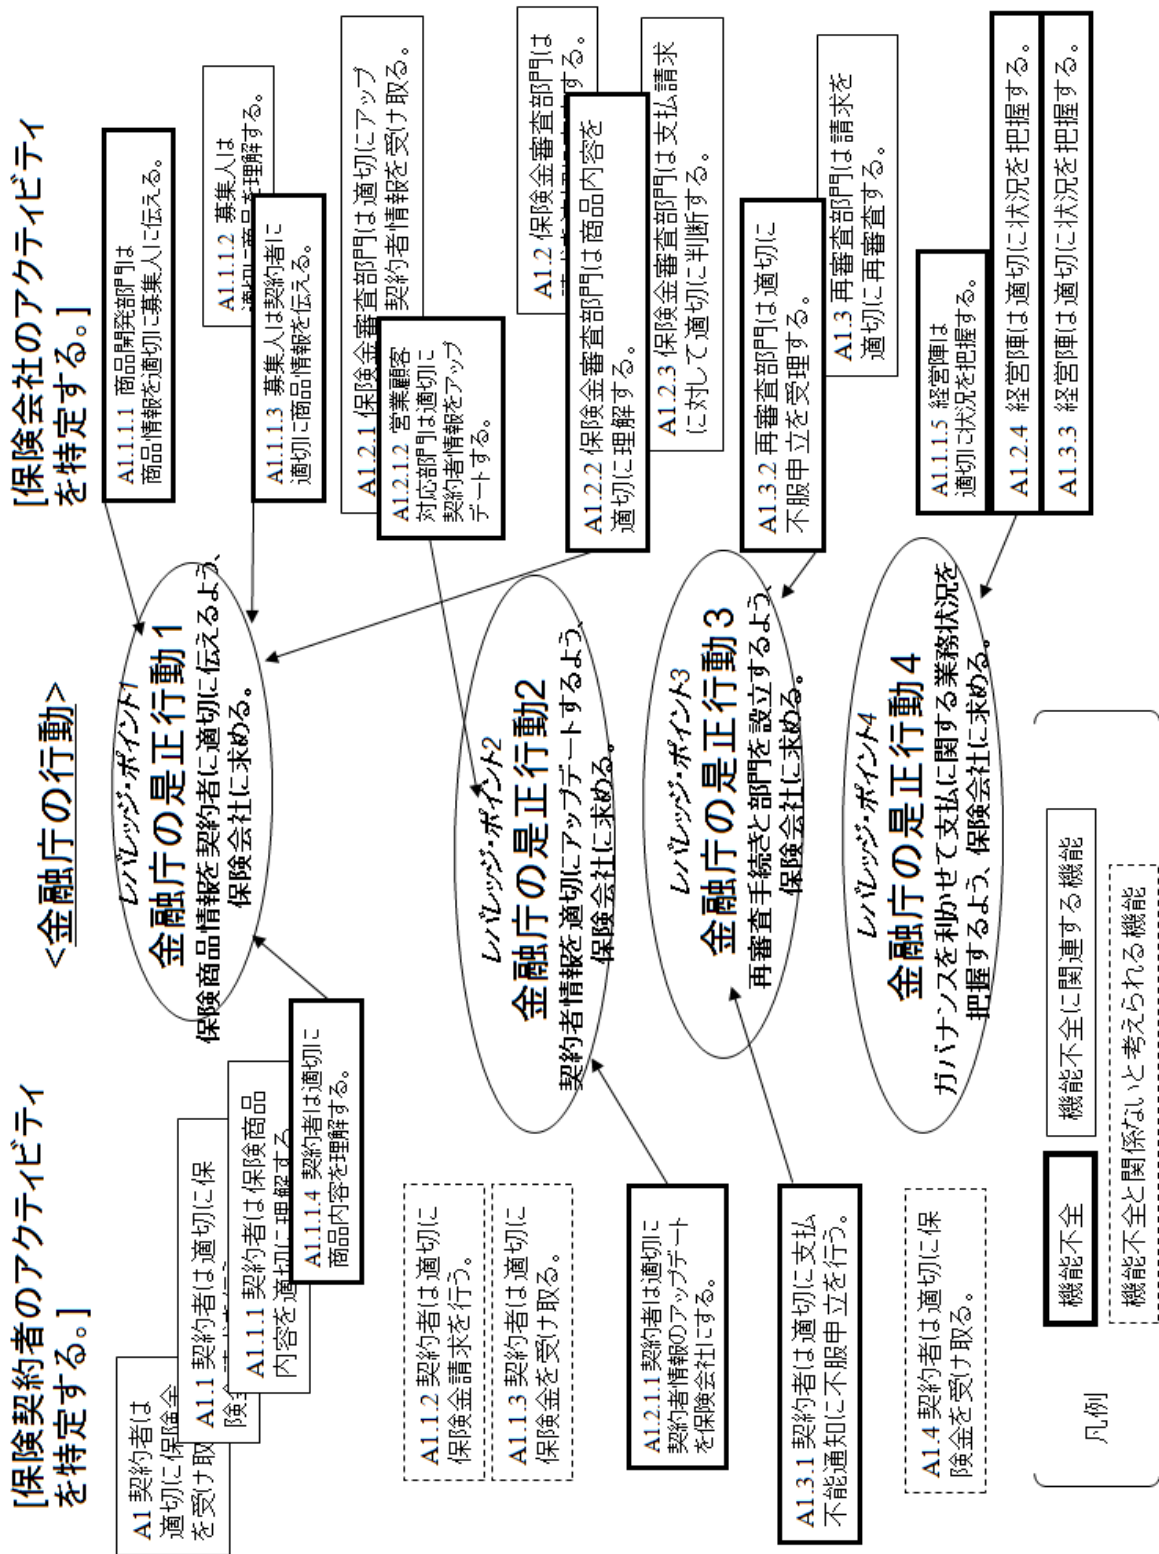 [保険契約者のアクティビティ
を特定する。]
<金融庁の行動>
[保険会社のアクティビティ
を特定する。]
A1 契約者は
適切に保険金
を受け取
A1.1 契約者は適切に保
険金
A1.1.1 契約者は保険商品
内容を適切に理解する
A1.1.1.4 契約者は適切に
商品内容を理解する。
A1.1.2 契約者は適切に
保険金請求を行う。
A1.1.3 契約者は適切に
保険金を受け取る。
A1.2.1.1 契約者は適切に
契約者情報のアップデート
を保険会社にする。
A1.3.1 契約者は適切に支払
不能通知に不服申立を行う。
A1.4 契約者は適切に保
険金を受け取る。
レバレッジ・ポイント1
金融庁の是正行動1
保険商品情報を契約者に適切に伝えるよう、
保険会社に求める。
レバレッジ・ポイント2
金融庁の是正行動2
契約者情報を適切にアップデートするよう、
保険会社に求める。
レバレッジ・ポイント3
金融庁の是正行動3
再審査手続きと部門を設立するよう、
保険会社に求める。
レバレッジ・ポイント4
金融庁の是正行動4
ガバナンスを利かせて支払に関する業務状況を
把握するよう、保険会社に求める。
A1.1.1.1 商品開発部門は
商品情報を適切に募集人に伝える。
A1.1.1.2 募集人は
適切に商品を理解する。
A1.1.1.3 募集人は契約者に
適切に商品情報を伝える。
A1.2.1 保険金審査部門は適切にアップ
契約者情報を受け取る。
A1.2.1.2 営業顧客
対応部門は適切に
契約者情報をアップ
デートする。
A1.2 保険金審査部門は
する。
A1.2.2 保険金審査部門は商品内容を
適切に理解する。
A1.2.3 保険金審査部門は支払請求
に対して適切に判断する。
A1.3.2 再審査部門は適切に
不服申立を受理する。
A1.3 再審査部門は請求を
適切に再審査する。
A1.1.1.5 経営陣は
適切に状況を把握する。
A1.2.4 経営陣は適切に状況を把握する。
A1.3.3 経営陣は適切に状況を把握する。
凡例
機能不全
機能不全に関連する機能
機能不全と関係ないと考えられる機能